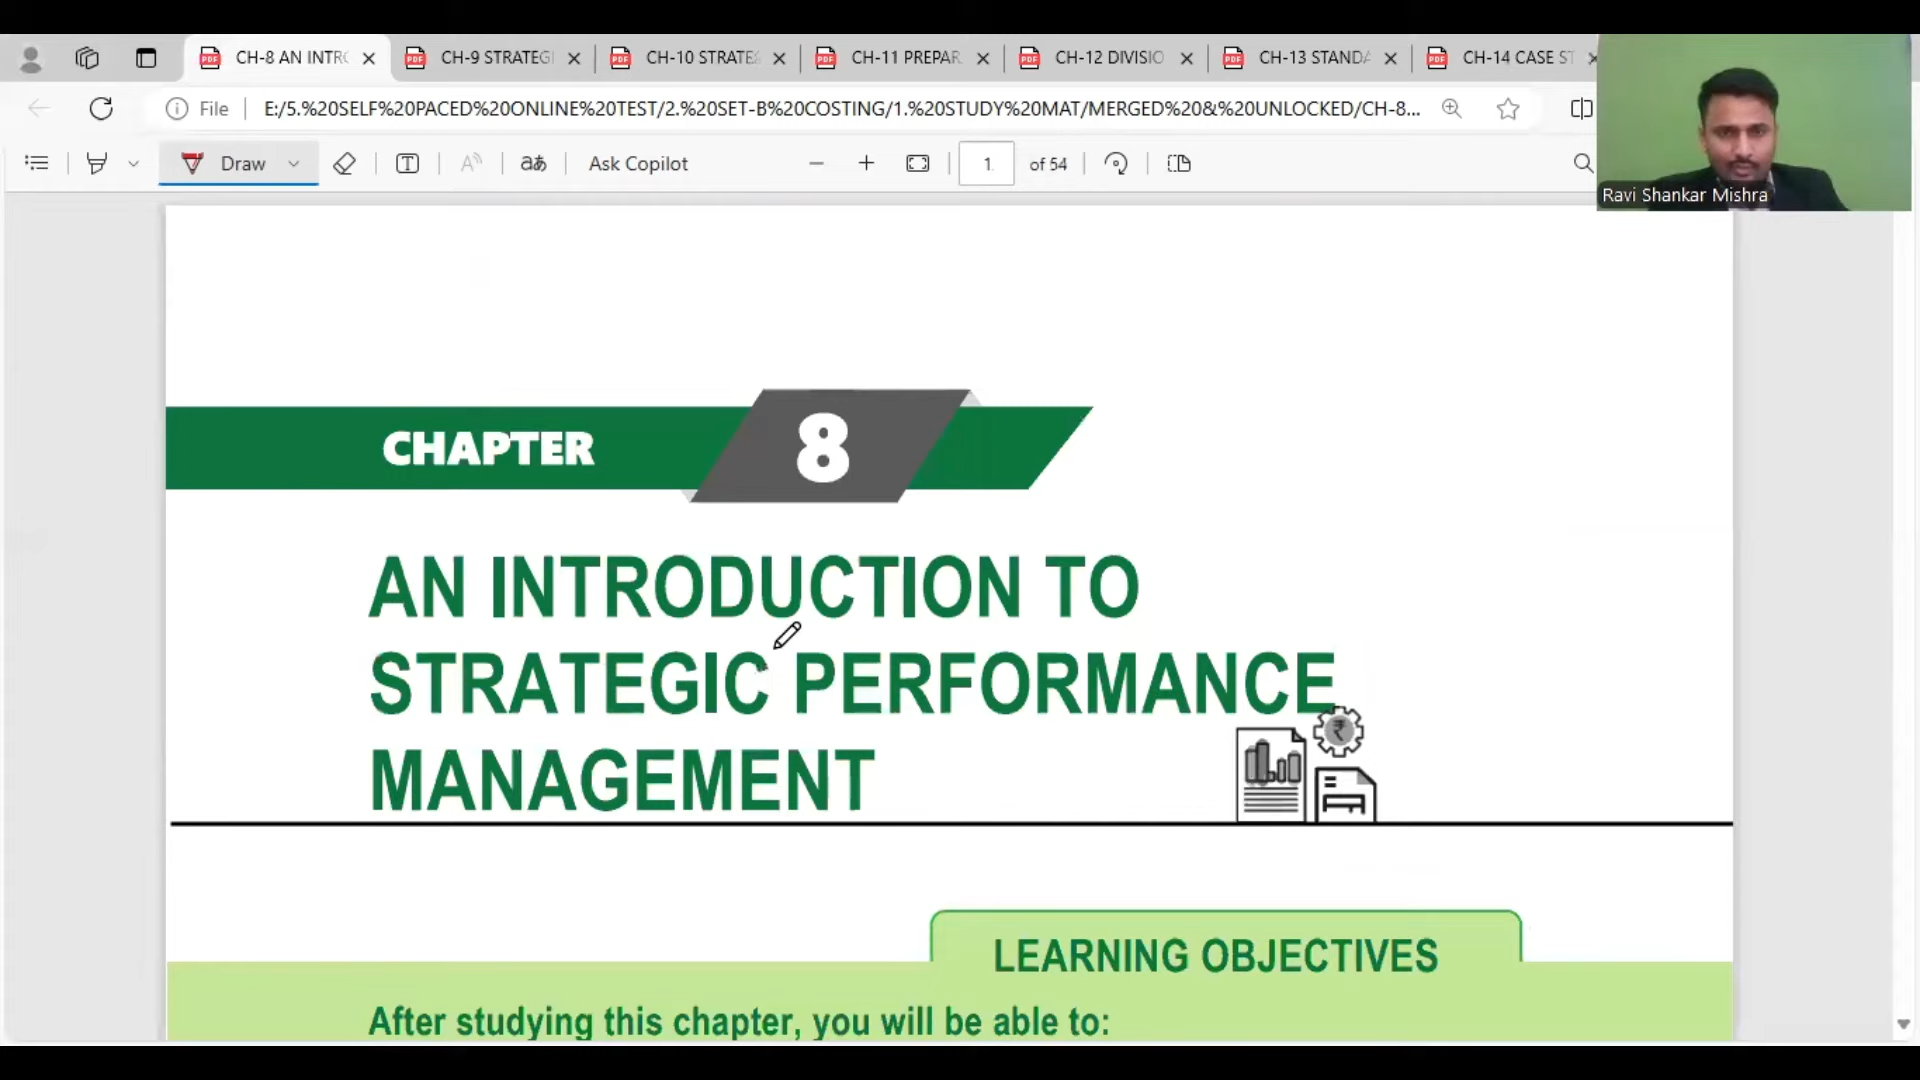 CH-8 AN INTRO
CH-9 STRATEGI
CH-10 STRATE
CH-11 PREPAR
CH-12 DIVISIO
CH-13 STANDA
CH-14 CASE ST
File
E:/5.%20SELF%20PACED%20ONLINE%20TEST/2.%20SET-B%20COSTING/1.%20STUDY%20MAT/MERGED%20&%20UNLOCKED/CH-8...
Draw
Ask Copilot
1
of 54
Ravi Shankar Mishra
CHAPTER 8
AN INTRODUCTION TO
STRATEGIC PERFORMANCE
MANAGEMENT
LEARNING OBJECTIVES
After studying this chapter, you will be able to: